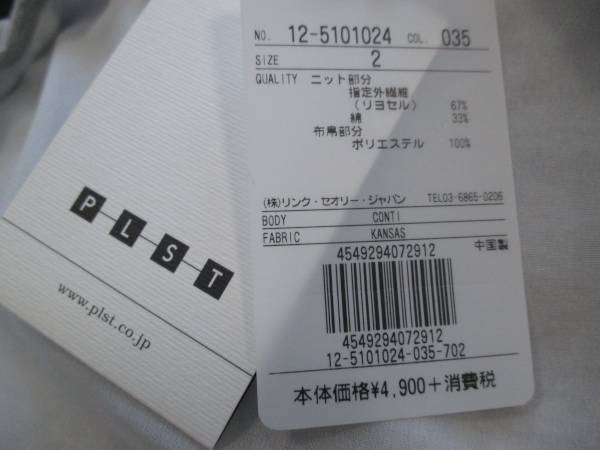 PLST
www.plst.co.jp
NO. 12-5101024 COL. 035
SIZE 2
QUALITY ニット部分
指定外繊維
(リヨセル) 67%
綿 33%
布帛部分
ポリエステル 100%
(株)リンク・セオリー・ジャパン TEL03-6865-0206
BODY CONTI
FABRIC KANSAS
4549294072912 中国製
4549294072912
12-5101024-035-702
本体価格¥4,900+消費税